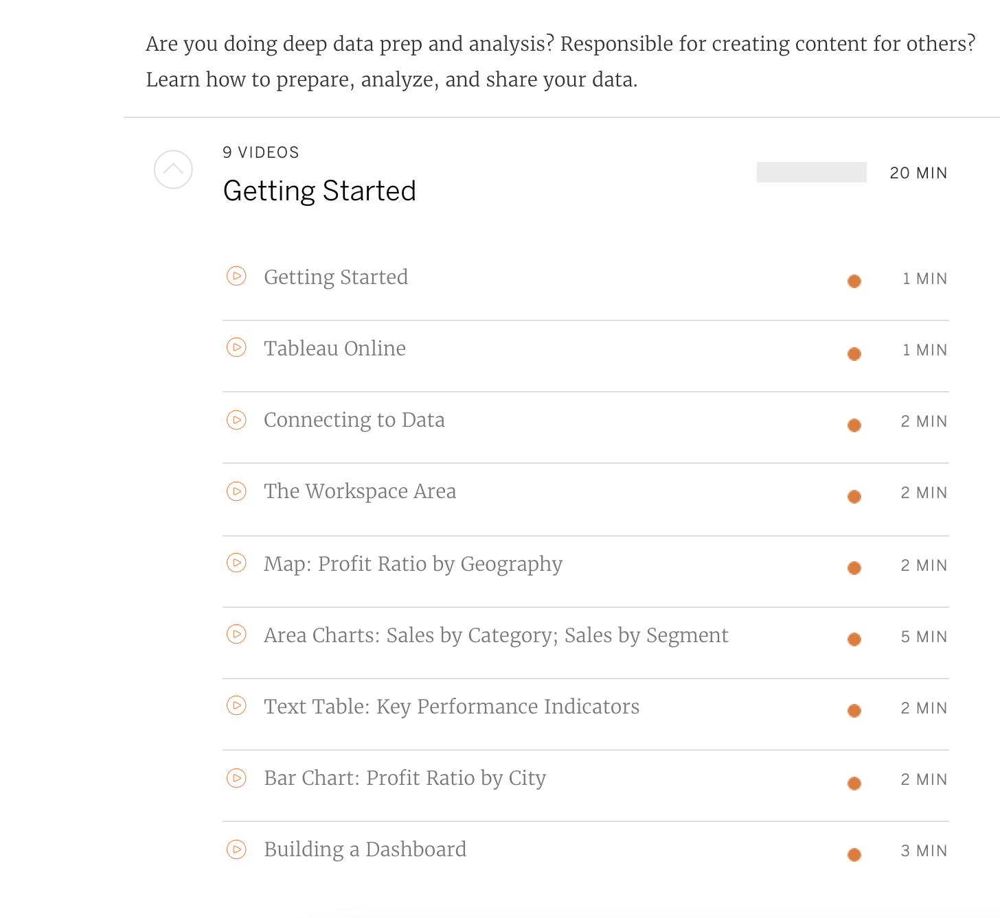 Are you doing deep data prep and analysis? Responsible for creating content for others?
Learn how to prepare, analyze, and share your data.
9 VIDEOS
Getting Started
20 MIN
Getting Started 1 MIN
Tableau Online 1 MIN
Connecting to Data 2 MIN
The Workspace Area 2 MIN
Map: Profit Ratio by Geography 2 MIN
Area Charts: Sales by Category; Sales by Segment 5 MIN
Text Table: Key Performance Indicators 2 MIN
Bar Chart: Profit Ratio by City 2 MIN
Building a Dashboard 3 MIN